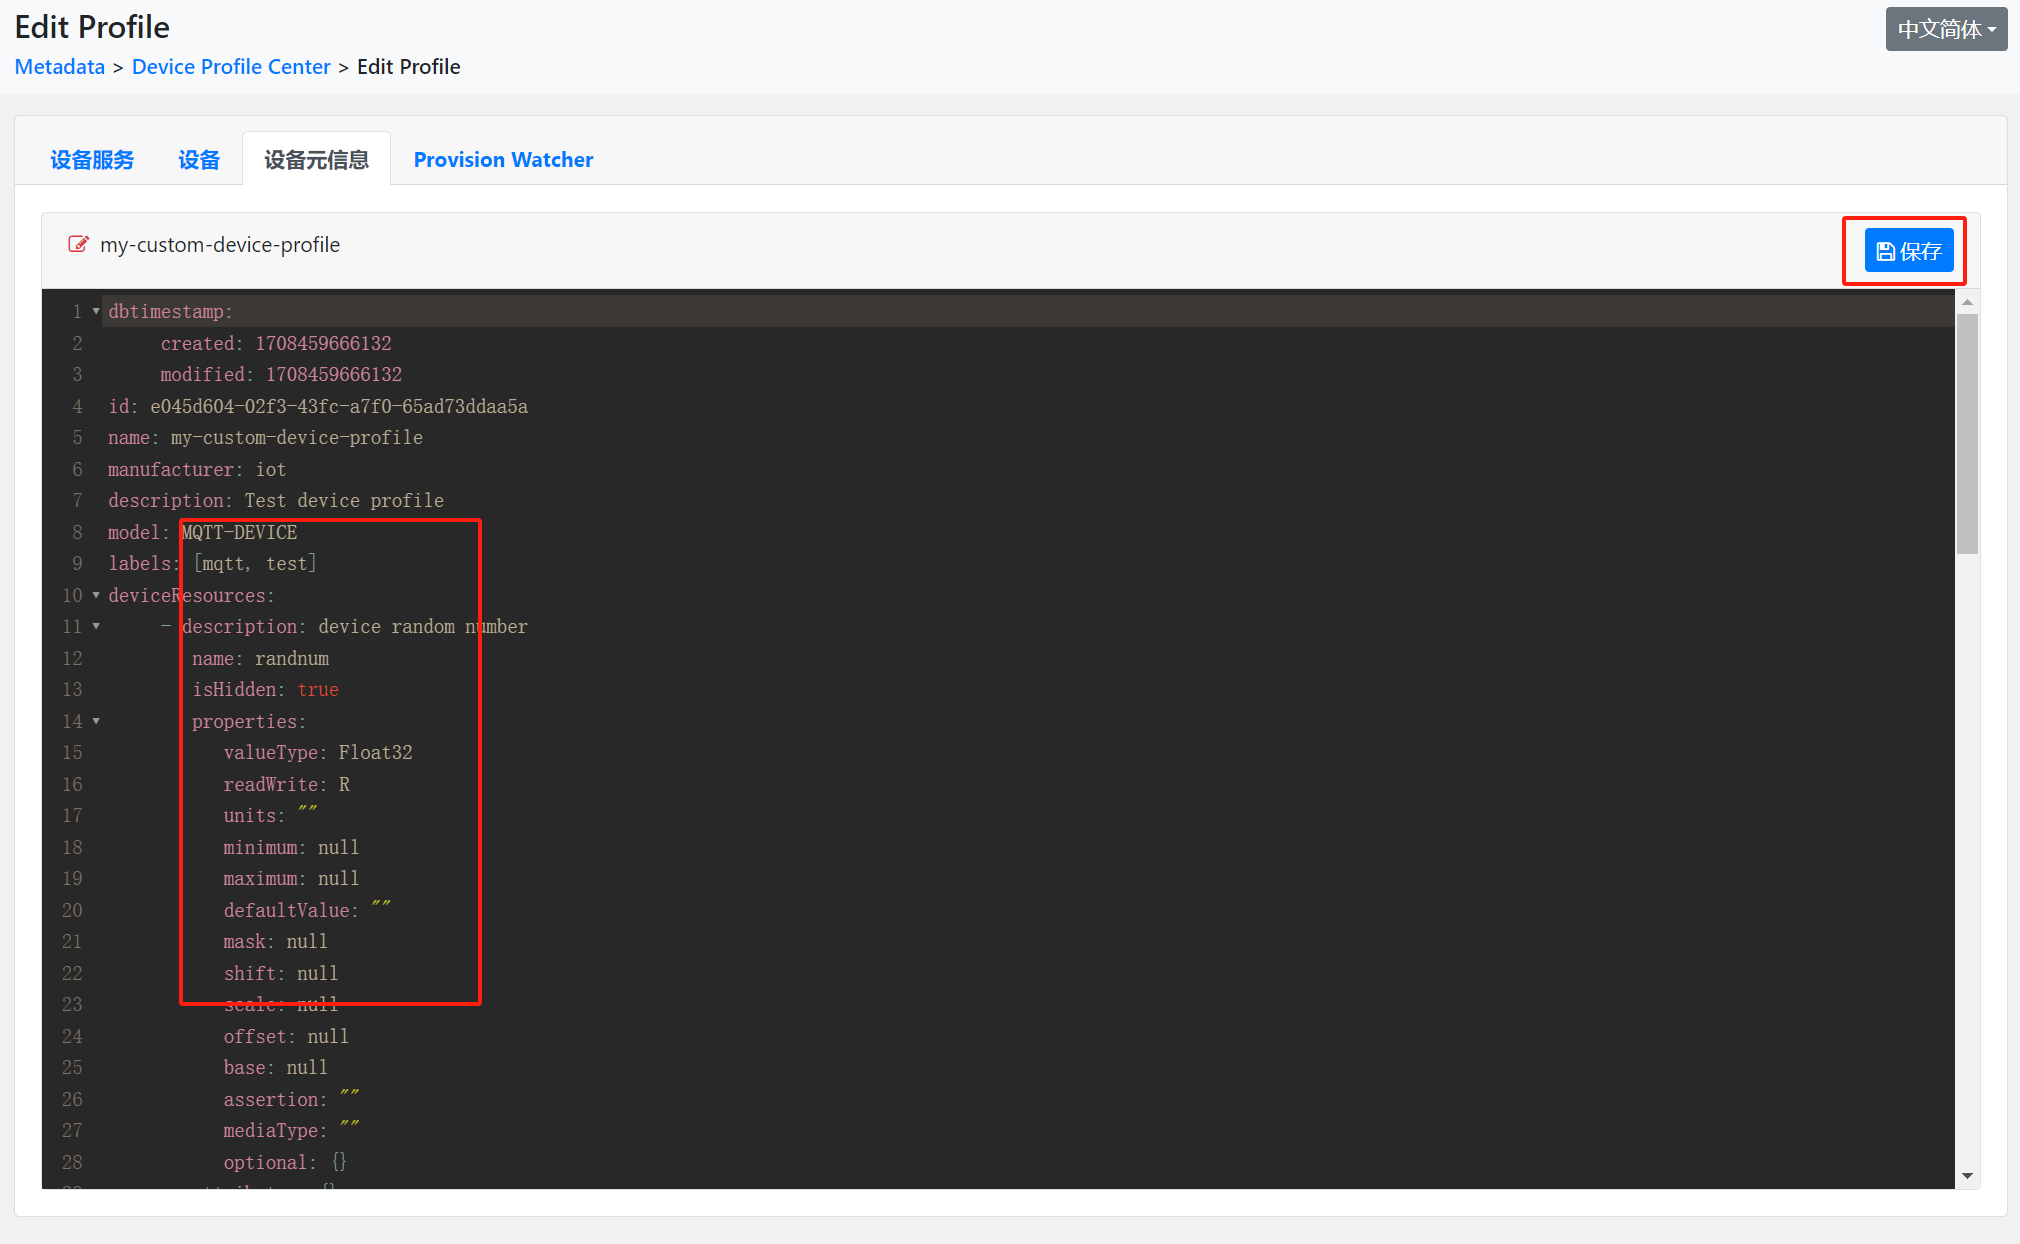 Edit Profile
中文简体
Metadata > Device Profile Center > Edit Profile
设备服务 设备 设备元信息 Provision Watcher
my-custom-device-profile
保存
1 dbtimestamp:
2 created: 1708459666132
3 modified: 1708459666132
4 id: e045d604-02f3-43fc-a7f0-65ad73ddaa5a
5 name: my-custom-device-profile
6 manufacturer: iot
7 description: Test device profile
8 model: MQTT-DEVICE
9 labels: [mqtt, test]
10 deviceResources:
11 - description: device random number
12 name: randnum
13 isHidden: true
14 properties:
15 valueType: Float32
16 readWrite: R
17 units: ""
18 minimum: null
19 maximum: null
20 defaultValue: ""
21 mask: null
22 shift: null
23 scale: null
24 offset: null
25 base: null
26 assertion: ""
27 mediaType: ""
28 optional: {}